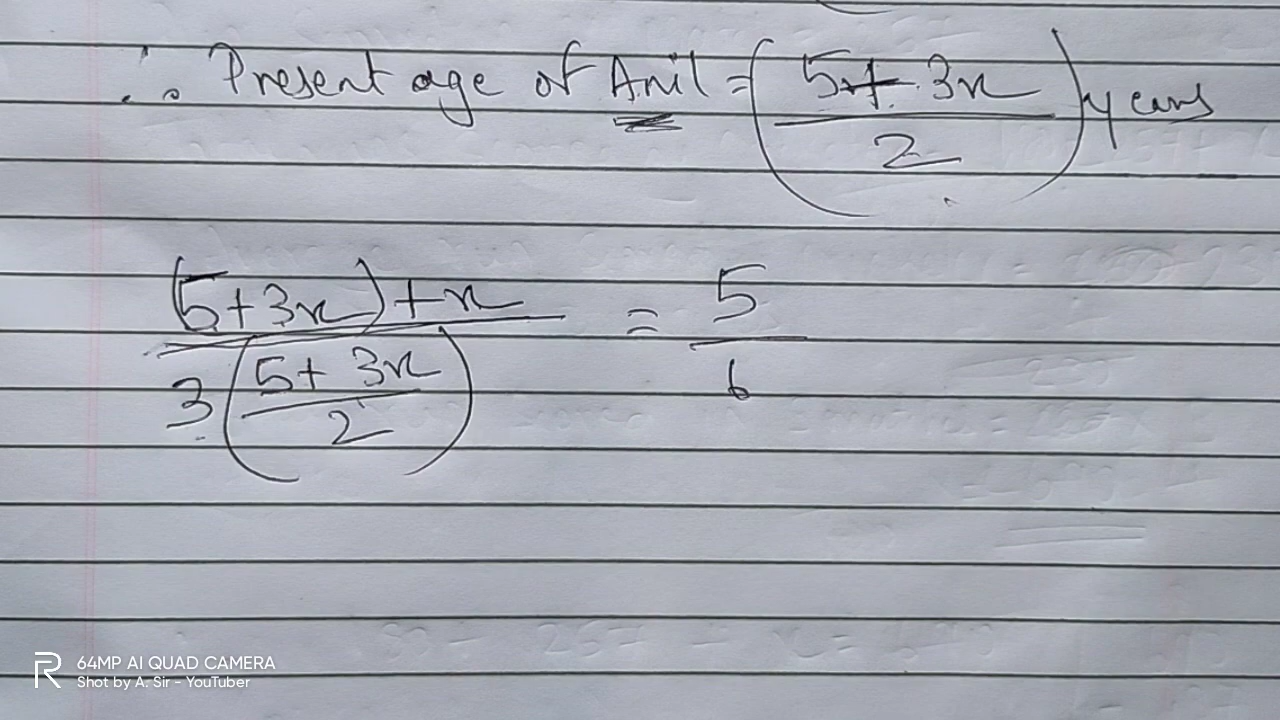 ∴ Present age of Anil = (5+3x / 2) years
(5+3x)+x / 3(5+3x / 2) = 5 / 6
64MP AI QUAD CAMERA
Shot by A. Sir - YouTuber